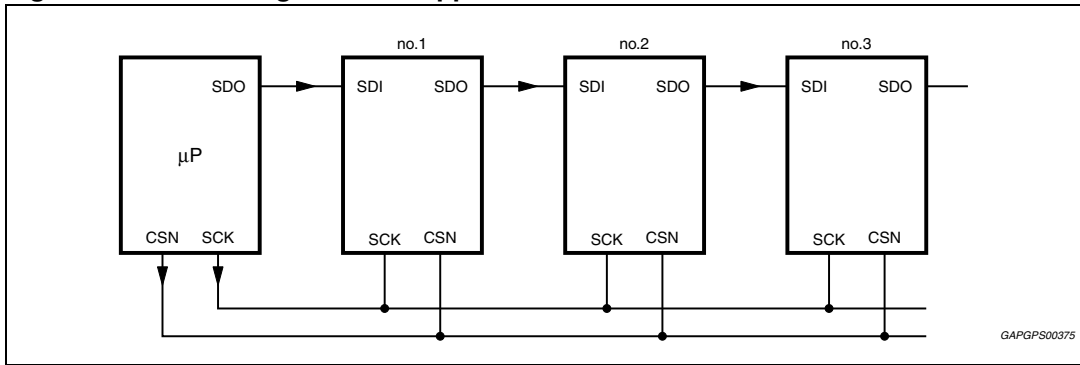 no.1 no.2 no.3
SDO SDI SDO SDI SDO SDI SDO
μP
CSN SCK SCK CSN SCK CSN SCK CSN
GAPGPS00375